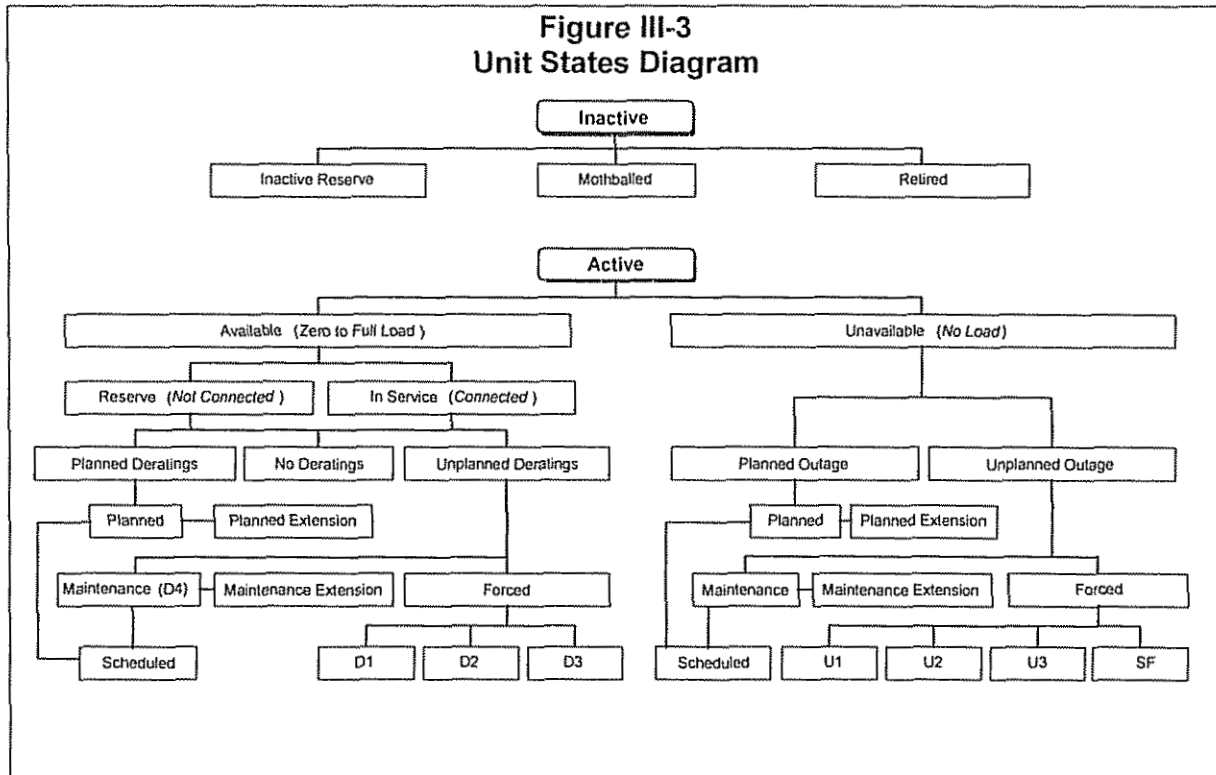 Figure III-3
Unit States Diagram
Inactive
Inactive Reserve
Mothballed
Retired
Active
Available (Zero to Full Load )
Unavailable (No Load)
Reserve (Not Connected )
In Service (Connected )
Planned Deratings
No Deratings
Unplanned Deratings
Planned Outage
Unplanned Outage
Planned
Planned Extension
Planned
Planned Extension
Maintenance (D4)
Maintenance Extension
Forced
Maintenance
Maintenance Extension
Forced
Scheduled
D1
D2
D3
Scheduled
U1
U2
U3
SF